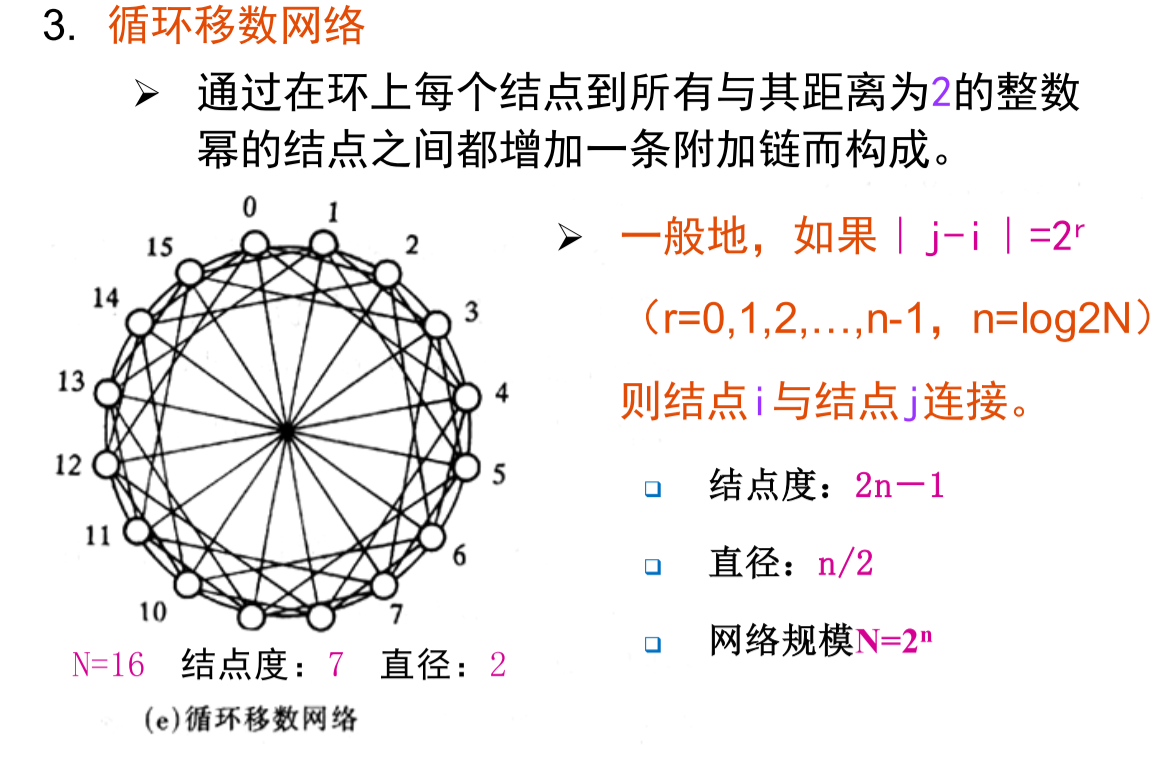 3. 循环移数网络
➢ 通过在环上每个结点到所有与其距离为2的整数
幂的结点之间都增加一条附加链而构成。
0
1
2
3
4
5
6
7
10
11
12
13
14
15
N=16 结点度：7 直径：2
(e)循环移数网络
➢ 一般地，如果｜j-i｜=2ʳ
（r=0,1,2,…,n-1，n=log2N）
则结点i与结点j连接。
❑ 结点度：2n－1
❑ 直径：n/2
❑ 网络规模N=2ⁿ